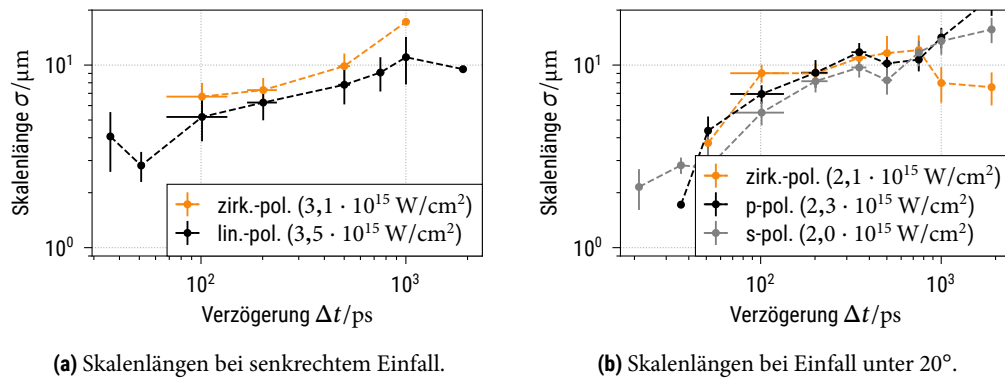 Skalenlänge σ/µm
10¹
10⁰
zirk.-pol. (3,1 · 10¹⁵ W/cm²)
lin.-pol. (3,5 · 10¹⁵ W/cm²)
10²
10³
Verzögerung Δt/ps
(a) Skalenlängen bei senkrechtem Einfall.
Skalenlänge σ/µm
10¹
10⁰
zirk.-pol. (2,1 · 10¹⁵ W/cm²)
p-pol. (2,3 · 10¹⁵ W/cm²)
s-pol. (2,0 · 10¹⁵ W/cm²)
10²
10³
Verzögerung Δt/ps
(b) Skalenlängen bei Einfall unter 20°.